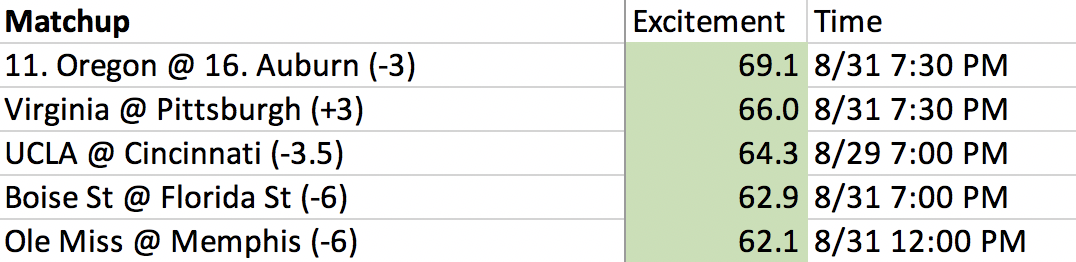 Matchup Excitement Time
11. Oregon @ 16. Auburn (-3) 69.1 8/31 7:30 PM
Virginia @ Pittsburgh (+3) 66.0 8/31 7:30 PM
UCLA @ Cincinnati (-3.5) 64.3 8/29 7:00 PM
Boise St @ Florida St (-6) 62.9 8/31 7:00 PM
Ole Miss @ Memphis (-6) 62.1 8/31 12:00 PM